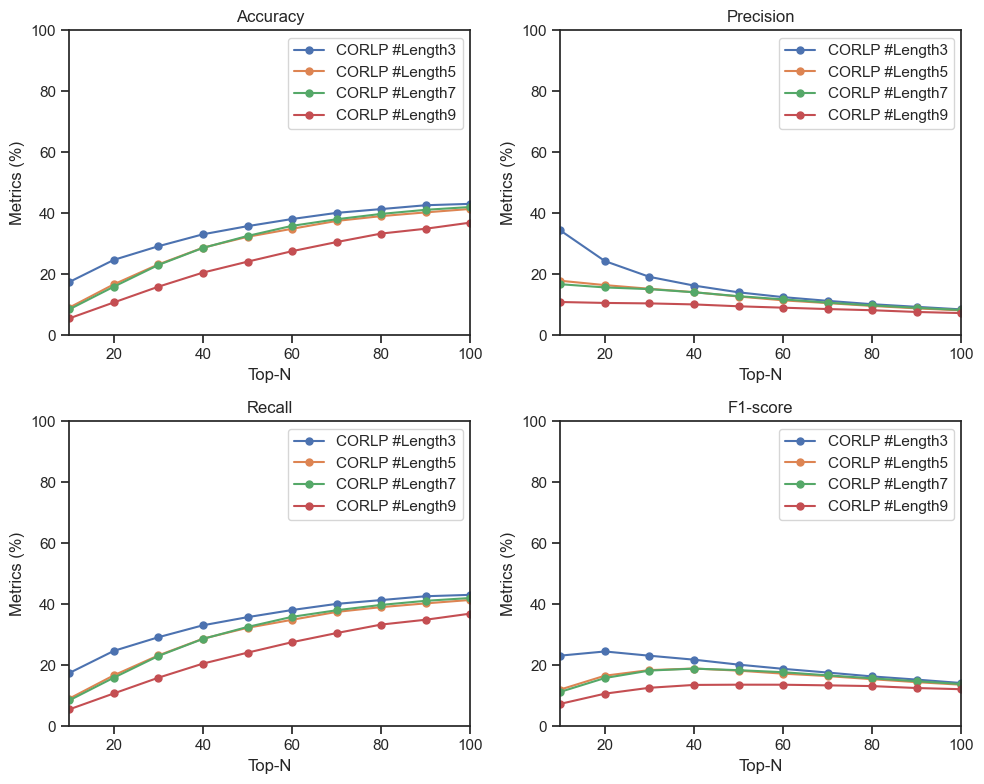 Accuracy
100
80
60
40
20
0
Metrics (%)
20 40 60 80 100
Top-N
CORLP #Length3
CORLP #Length5
CORLP #Length7
CORLP #Length9
Precision
100
80
60
40
20
0
Metrics (%)
20 40 60 80 100
Top-N
CORLP #Length3
CORLP #Length5
CORLP #Length7
CORLP #Length9
Recall
100
80
60
40
20
0
Metrics (%)
20 40 60 80 100
Top-N
CORLP #Length3
CORLP #Length5
CORLP #Length7
CORLP #Length9
F1-score
100
80
60
40
20
0
Metrics (%)
20 40 60 80 100
Top-N
CORLP #Length3
CORLP #Length5
CORLP #Length7
CORLP #Length9